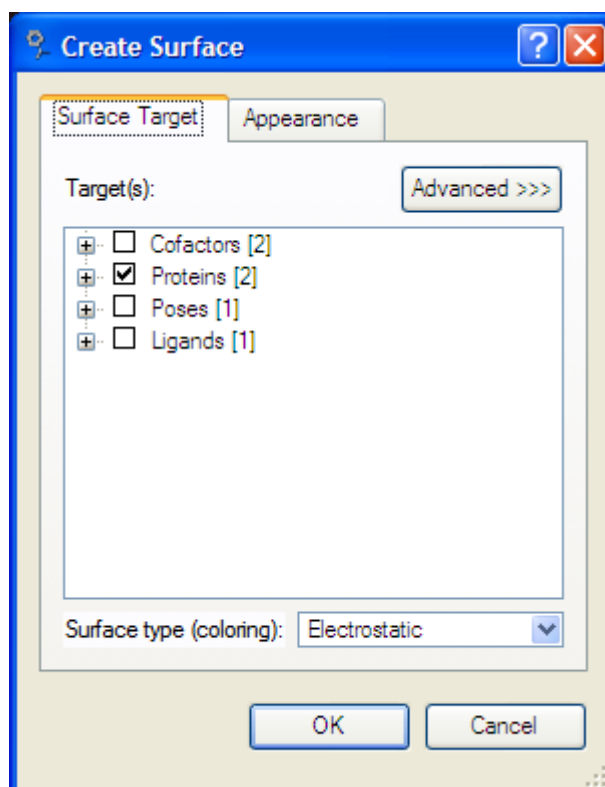 Create Surface
Surface Target
Appearance
Target(s):
Advanced >>>
Cofactors [2]
Proteins [2]
Poses [1]
Ligands [1]
Surface type (coloring):
Electrostatic
OK
Cancel